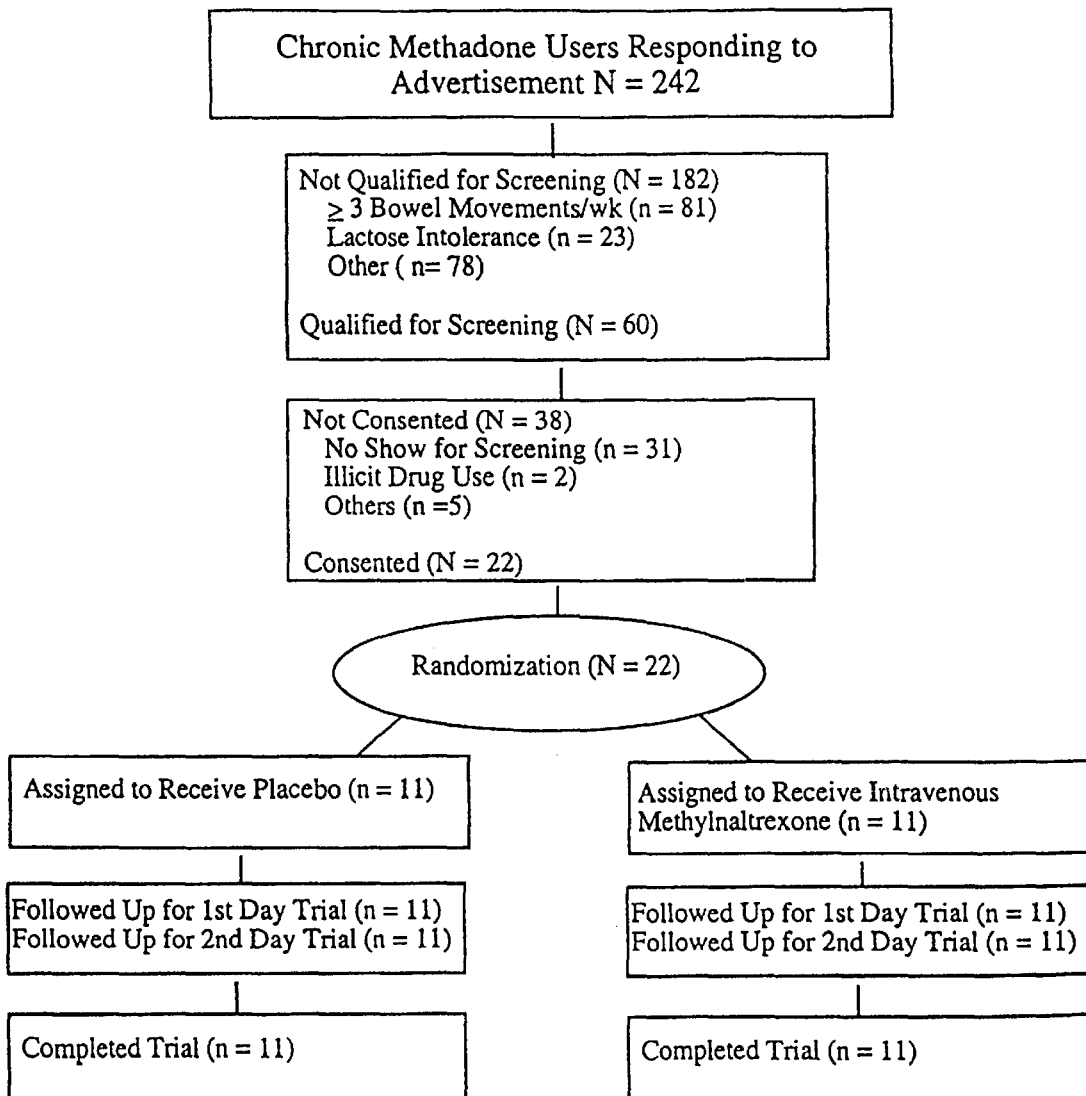 Chronic Methadone Users Responding to
Advertisement N = 242
Not Qualified for Screening (N = 182)
≥ 3 Bowel Movements/wk (n = 81)
Lactose Intolerance (n = 23)
Other ( n= 78)
Qualified for Screening (N = 60)
Not Consented (N = 38)
No Show for Screening (n = 31)
Illicit Drug Use (n = 2)
Others (n =5)
Consented (N = 22)
Randomization (N = 22)
Assigned to Receive Placebo (n = 11)
Assigned to Receive Intravenous
Methylnaltrexone (n = 11)
Followed Up for 1st Day Trial (n = 11)
Followed Up for 2nd Day Trial (n = 11)
Followed Up for 1st Day Trial (n = 11)
Followed Up for 2nd Day Trial (n = 11)
Completed Trial (n = 11)
Completed Trial (n = 11)